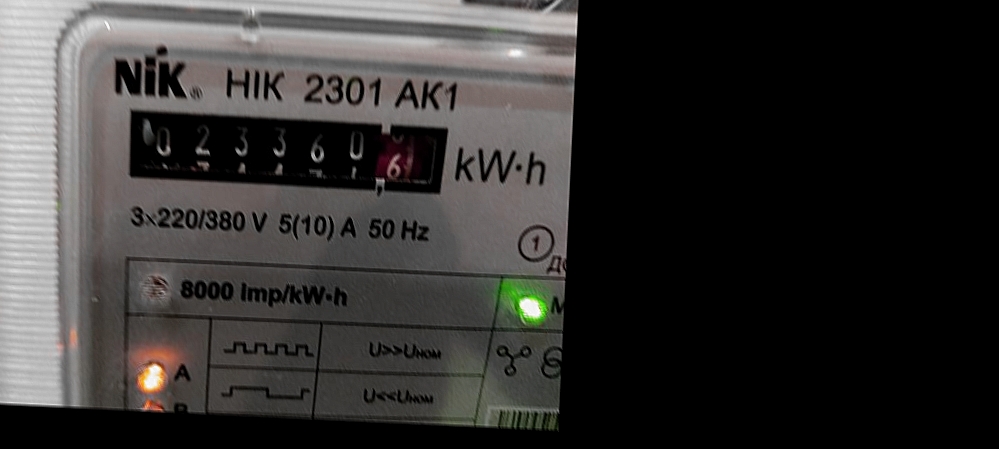 NiK® НІК 2301 АК1
0 2 3 3 6 0 6 kW·h
3×220/380 V 5(10) A 50 Hz
1
8000 imp/kW·h
A
U>>Uном
B
U<<Uном